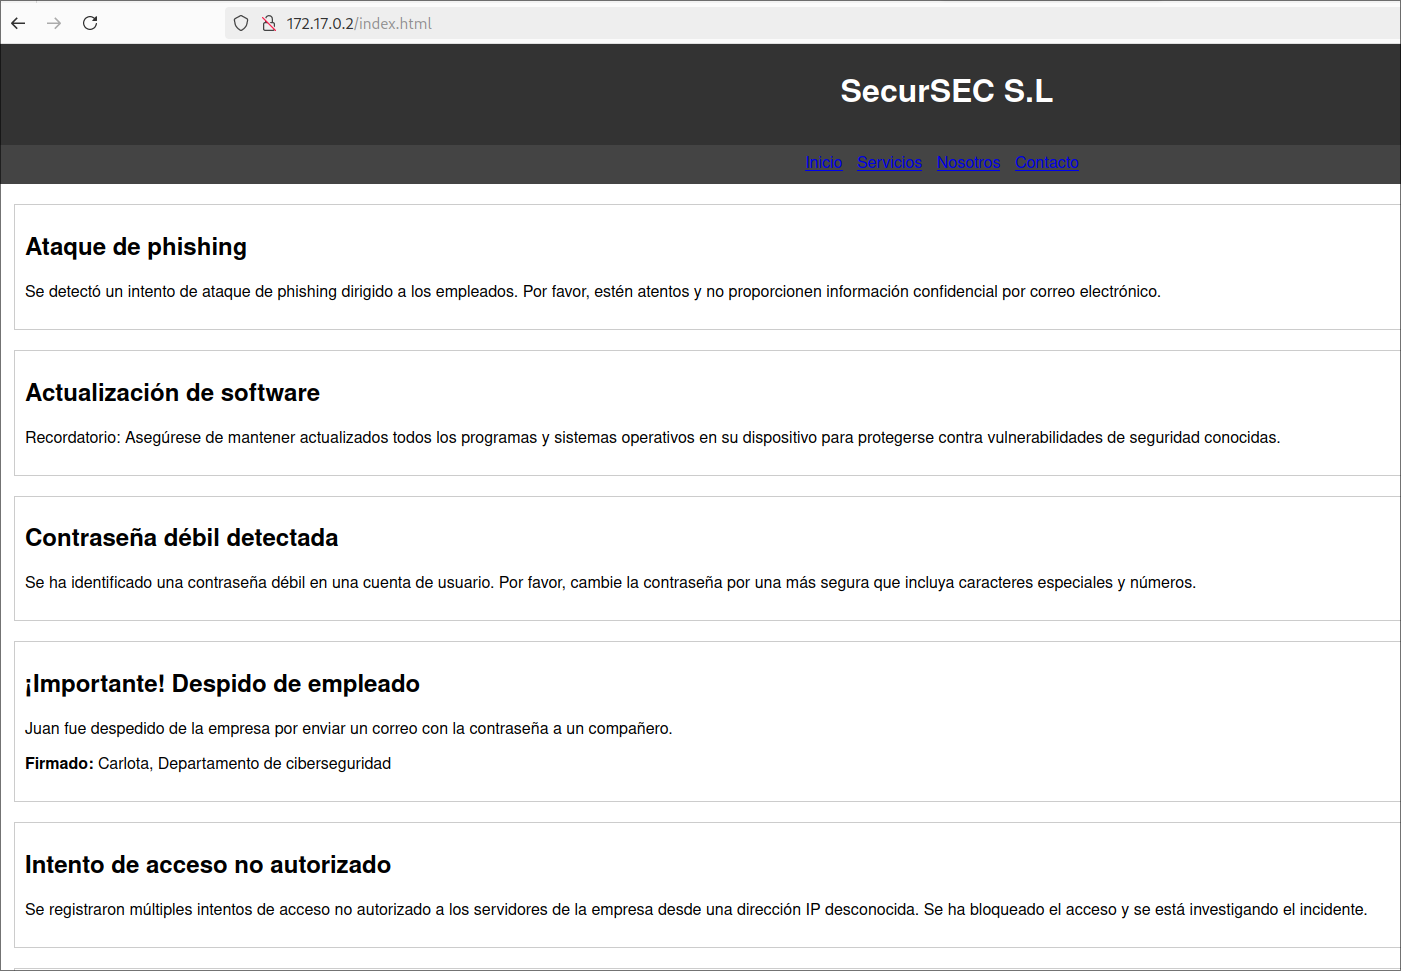 172.17.0.2/index.html
SecurSEC S.L
Inicio Servicios Nosotros Contacto
Ataque de phishing
Se detectó un intento de ataque de phishing dirigido a los empleados. Por favor, estén atentos y no proporcionen información confidencial por correo electrónico.
Actualización de software
Recordatorio: Asegúrese de mantener actualizados todos los programas y sistemas operativos en su dispositivo para protegerse contra vulnerabilidades de seguridad conocidas.
Contraseña débil detectada
Se ha identificado una contraseña débil en una cuenta de usuario. Por favor, cambie la contraseña por una más segura que incluya caracteres especiales y números.
¡Importante! Despido de empleado
Juan fue despedido de la empresa por enviar un correo con la contraseña a un compañero.
Firmado: Carlota, Departamento de ciberseguridad
Intento de acceso no autorizado
Se registraron múltiples intentos de acceso no autorizado a los servidores de la empresa desde una dirección IP desconocida. Se ha bloqueado el acceso y se está investigando el incidente.